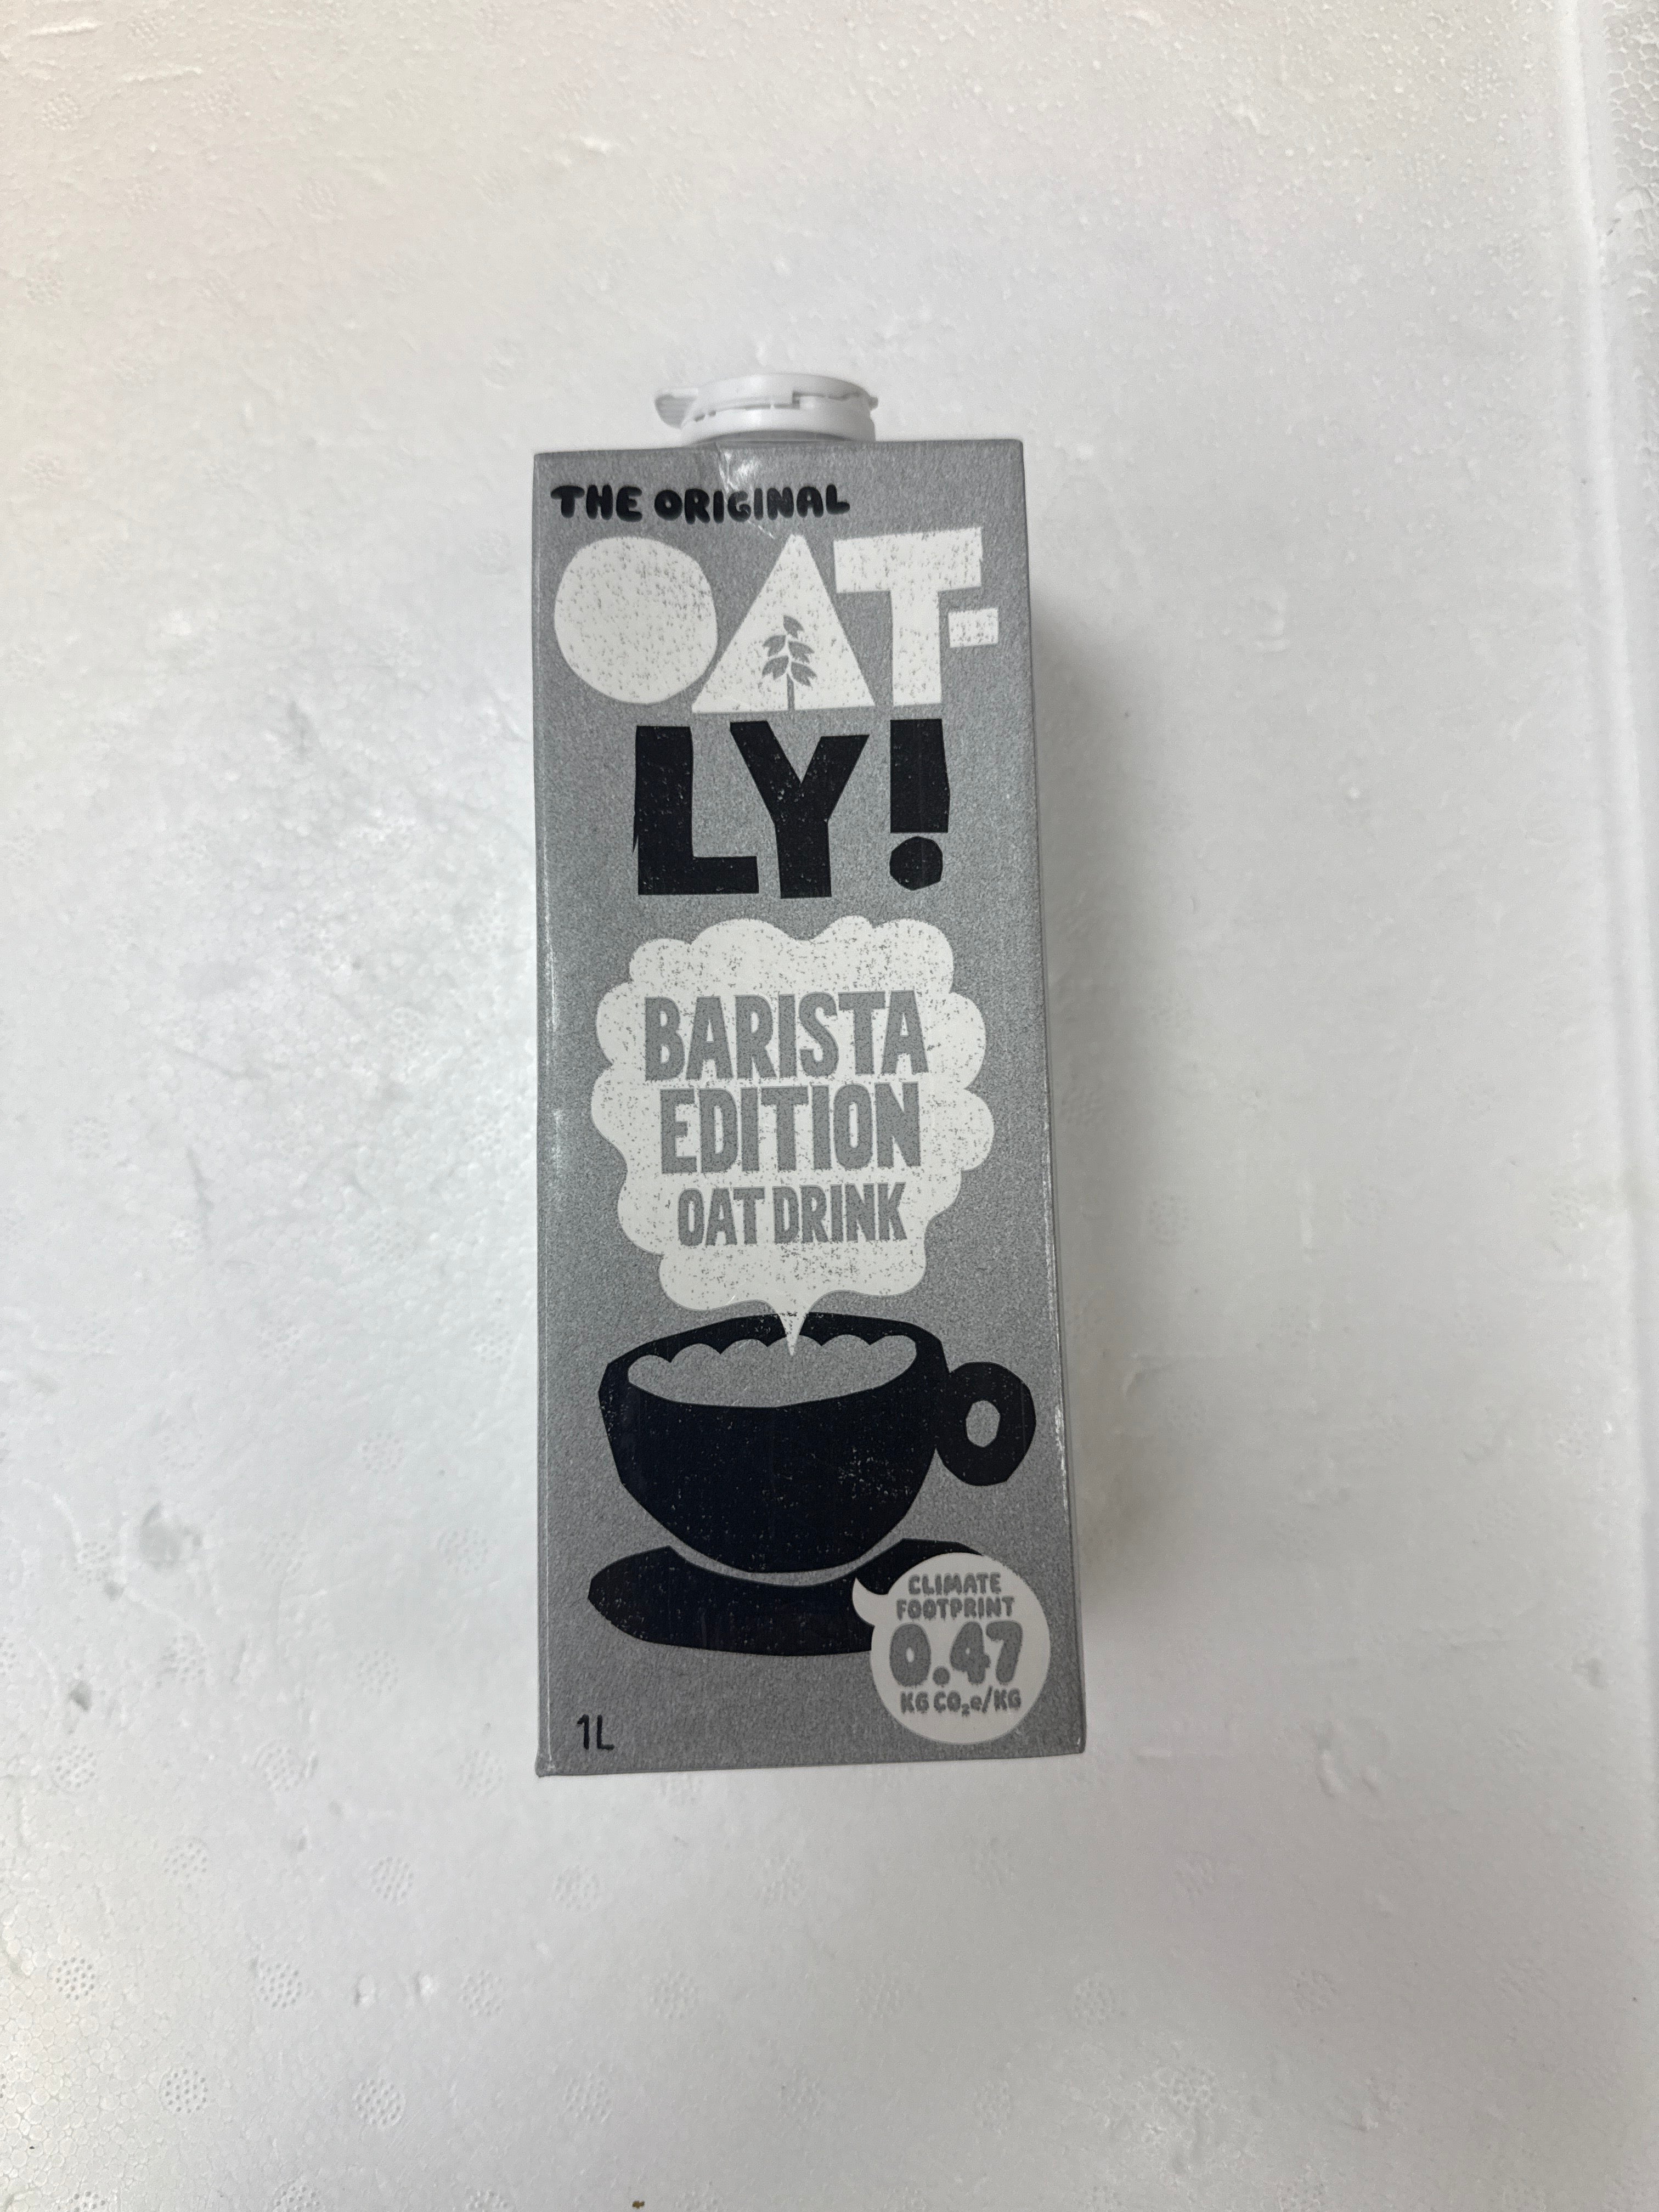 THE ORIGINAL
OAT-
LY!
BARISTA
EDITION
OAT DRINK
CLIMATE
FOOTPRINT
0.47
KG CO₂e/KG
1L